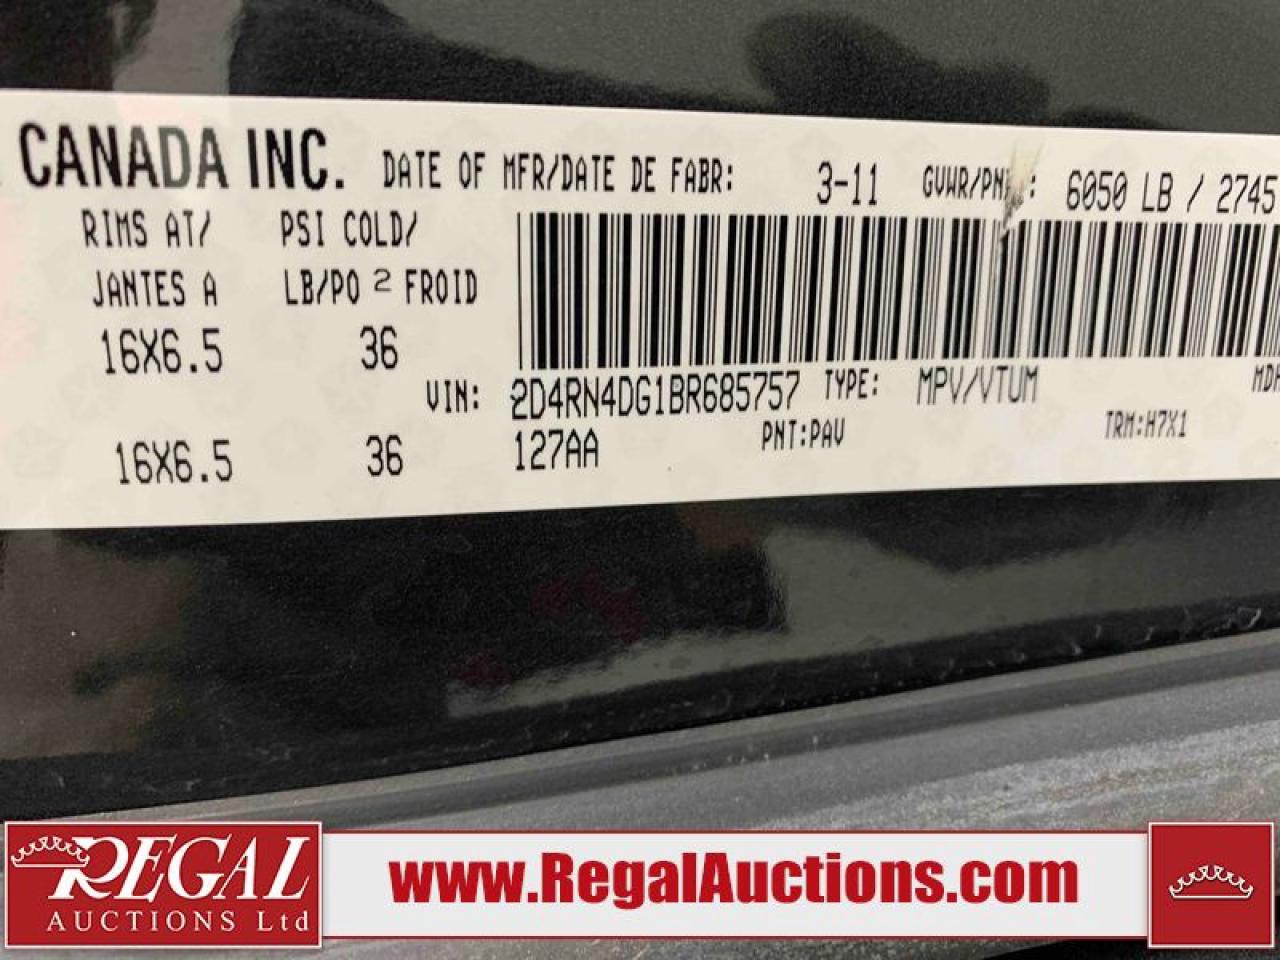 CANADA INC. DATE OF MFR/DATE DE FABR: 3-11 6050 LB / 2745
RIMS AT/ PSI COLD/
JANTES A LB/PO 2 FROID
16X6.5 36
VIN: 2D4RN4DG1BR685757 TYPE: MPV/VTUM
16X6.5 36 127AA PNT:PAV TRM:H7X1
REGAL
AUCTIONS Ltd
www.RegalAuctions.com